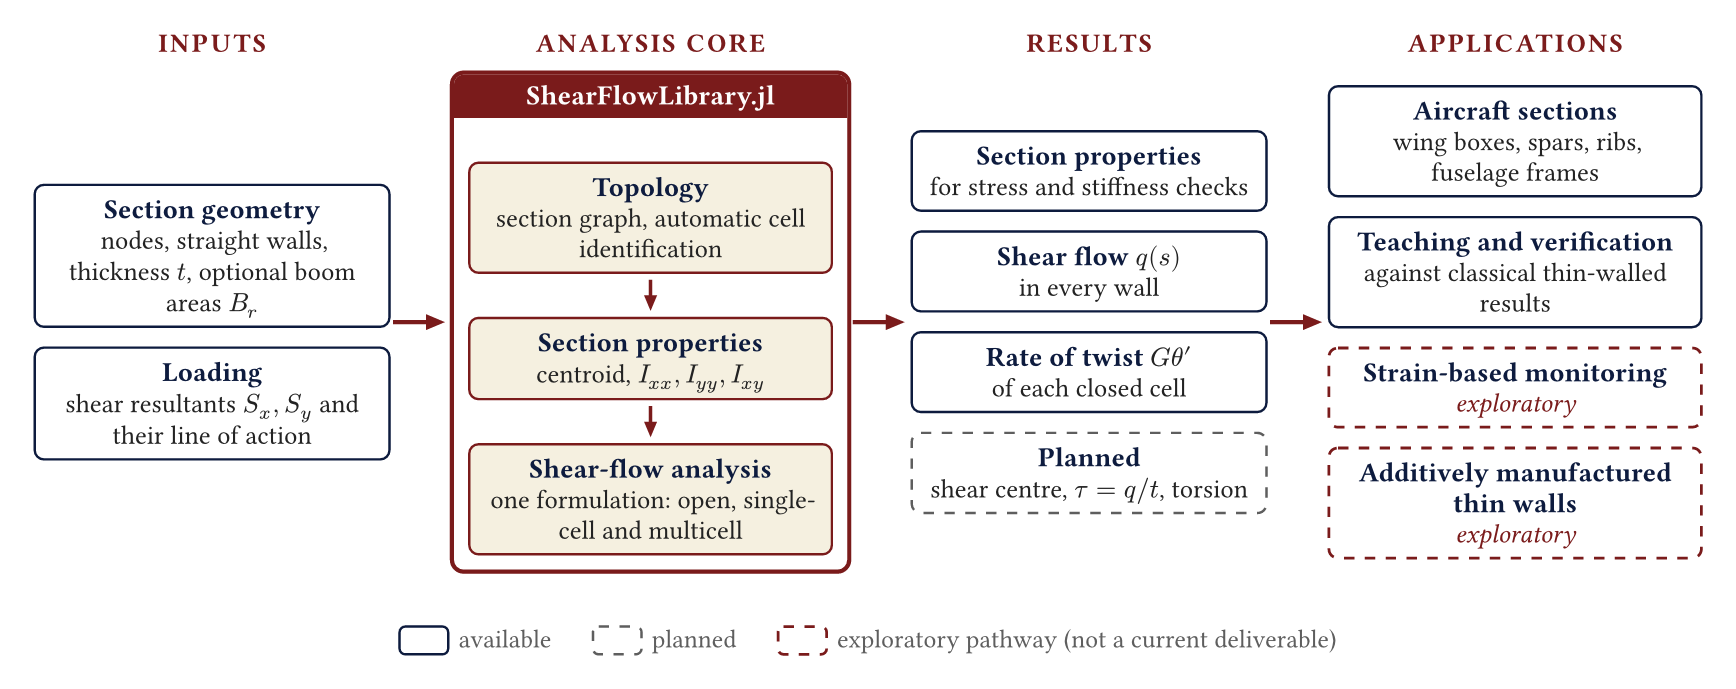 INPUTS
Section geometry
nodes, straight walls,
thickness t, optional boom
areas B_r
Loading
shear resultants S_x, S_y and
their line of action
ANALYSIS CORE
ShearFlowLibrary.jl
Topology
section graph, automatic cell
identification
Section properties
centroid, I_xx, I_yy, I_xy
Shear-flow analysis
one formulation: open, single-
cell and multicell
RESULTS
Section properties
for stress and stiffness checks
Shear flow q(s)
in every wall
Rate of twist Gθ′
of each closed cell
Planned
shear centre, τ = q/t, torsion
APPLICATIONS
Aircraft sections
wing boxes, spars, ribs,
fuselage frames
Teaching and verification
against classical thin-walled
results
Strain-based monitoring
exploratory
Additively manufactured
thin walls
exploratory
available
planned
exploratory pathway (not a current deliverable)